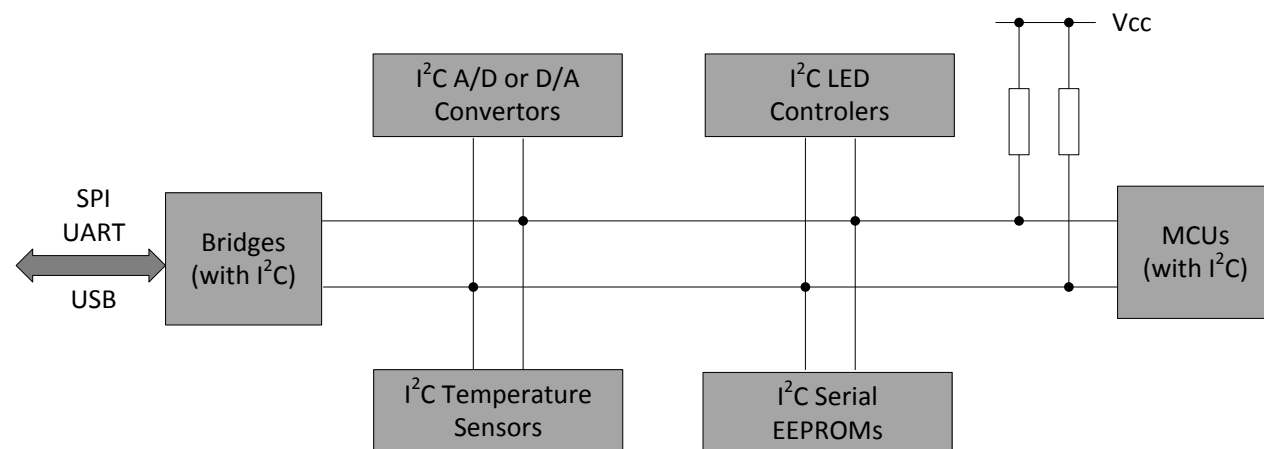 Vcc
I²C A/D or D/A
Convertors
I²C LED
Controlers
SPI
UART
USB
Bridges
(with I²C)
MCUs
(with I²C)
I²C Temperature
Sensors
I²C Serial
EEPROMs